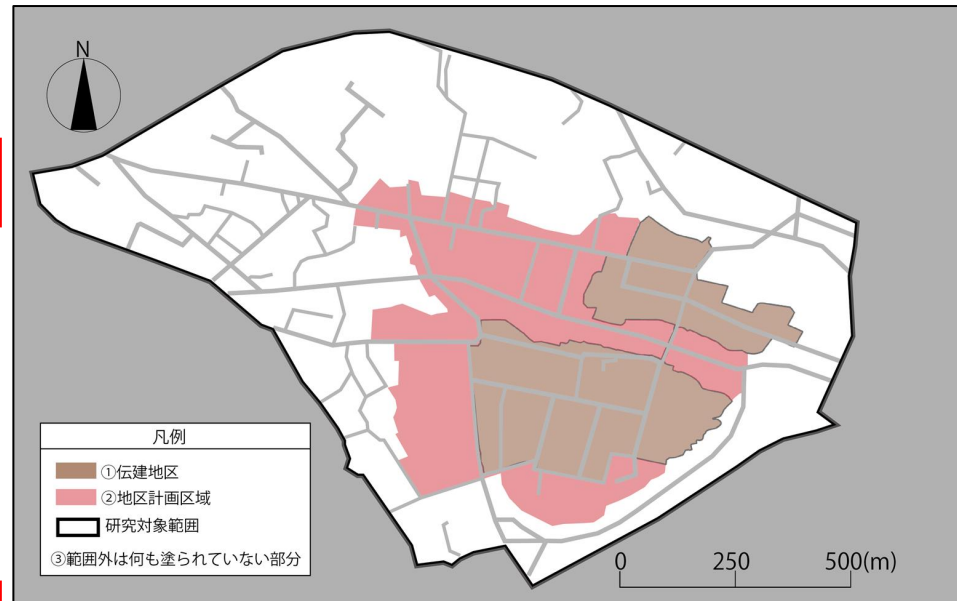 N
凡例
①伝建地区
②地区計画区域
研究対象範囲
③範囲外は何も塗られていない部分
0 250 500(m)